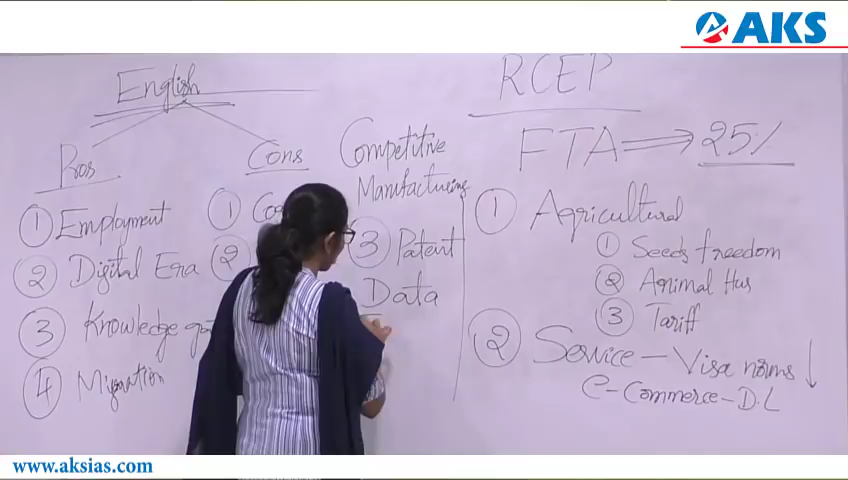 AKS
English
Pros
① Employment
② Digital Era
③ Knowledge
④ Migration
Cons
①
②
Competitive
Manufacturing
③ Patent
Data
RCEP
FTA ⟹ 25%
① Agricultural
① Seeds freedom
② Animal Hus
③ Tariff
② Service – Visa norms ↓
e-Commerce – D.L
www.aksias.com